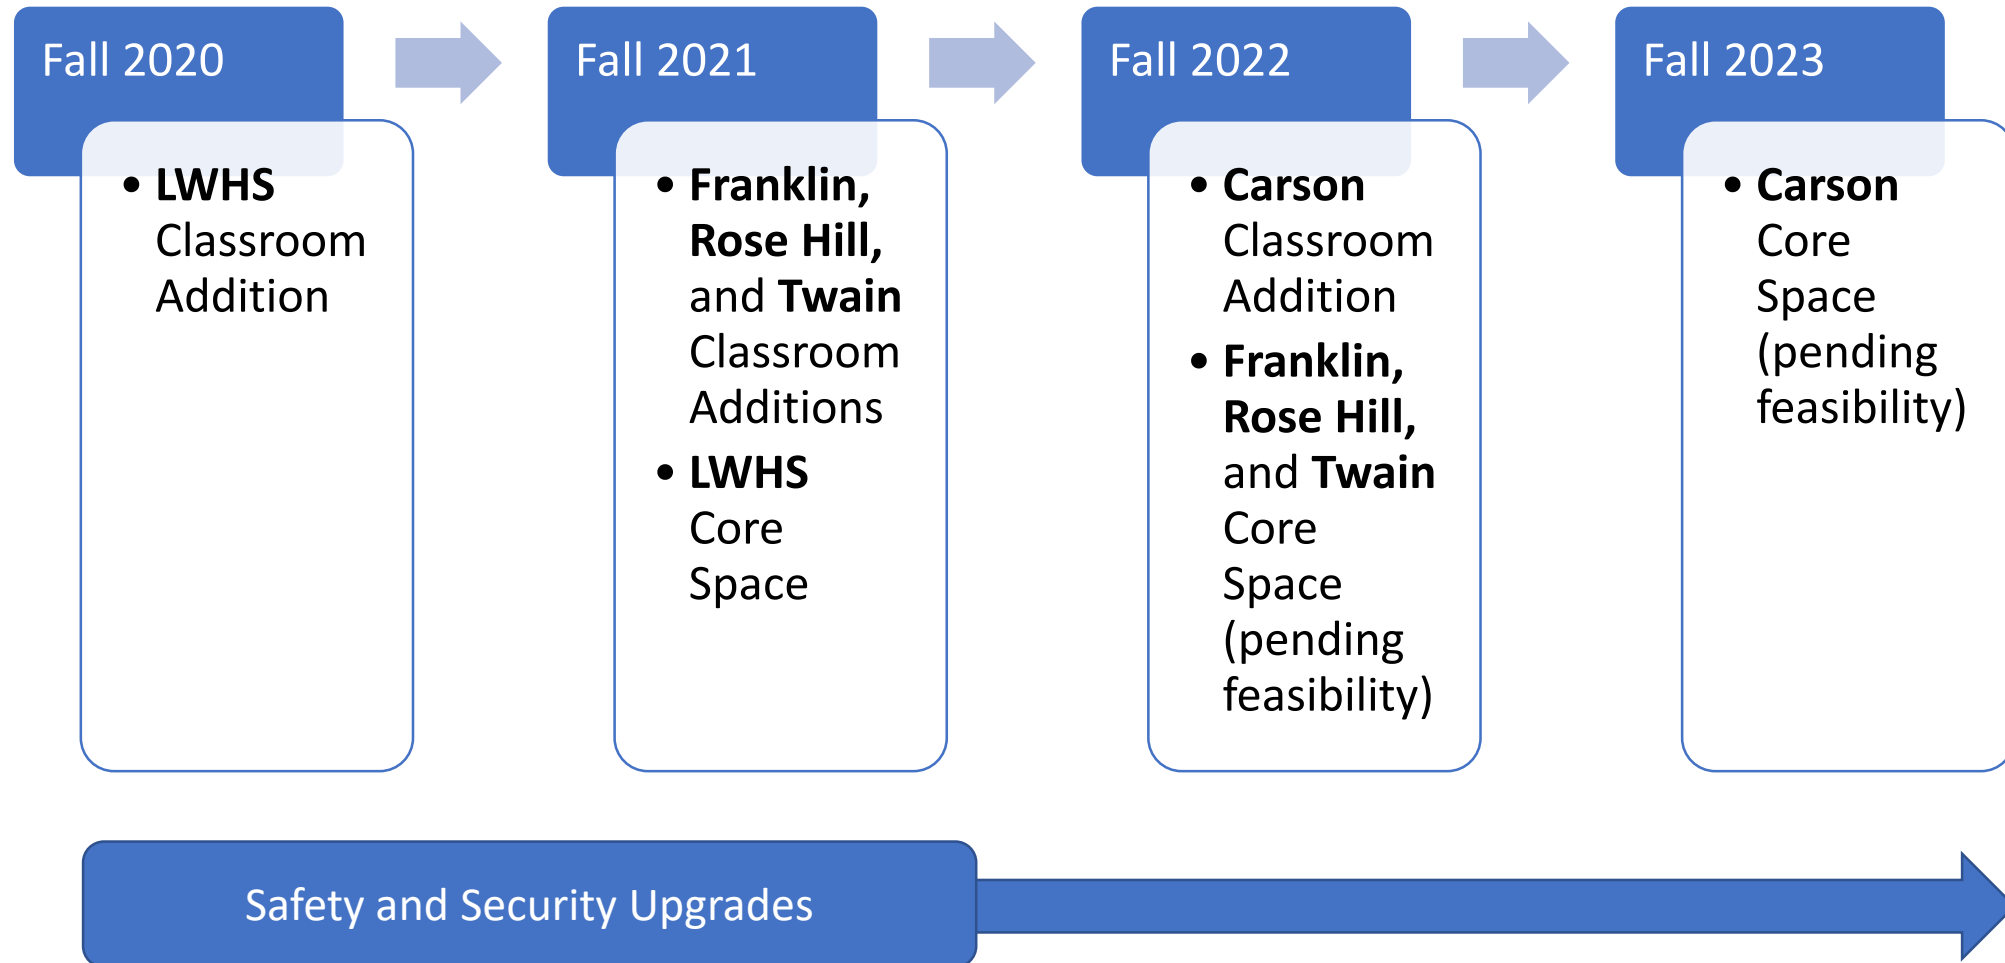 Fall 2020
• LWHS
Classroom
Addition
Fall 2021
• Franklin,
Rose Hill,
and Twain
Classroom
Additions
• LWHS
Core
Space
Fall 2022
• Carson
Classroom
Addition
• Franklin,
Rose Hill,
and Twain
Core
Space
(pending
feasibility)
Fall 2023
• Carson
Core
Space
(pending
feasibility)
Safety and Security Upgrades